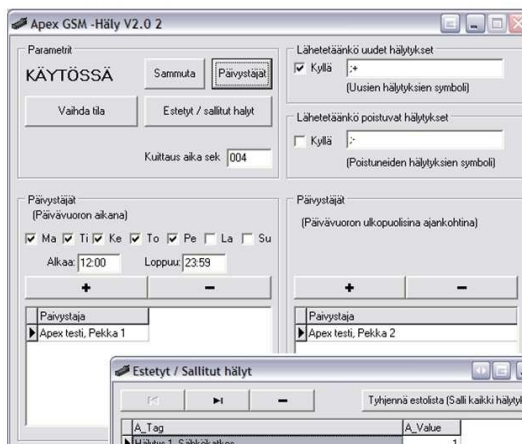 Apex GSM -Häly V2.0 2
Parametrit
KÄYTÖSSÄ
Sammuta
Päivystäjät
Vaihda tila
Estetyt / sallitut halyt
Kuittaus aika sek 004
Lähetetäänkö uudet hälytykset
Kyllä :+
(Uusien hälytyksien symboli)
Lähetetäänkö poistuvat hälytykset
Kyllä :-
(Poistuneiden hälytyksien symboli)
Päivystäjät
(Päivävuoron aikana)
Ma Ti Ke To Pe La Su
Alkaa: 12:00 Loppuu: 23:59
+ -
Paivystaja
Apex testi, Pekka 1
Päivystäjät
(Päivävuoron ulkopuolisina ajankohtina)
+ -
Paivystaja
Apex testi, Pekka 2
Estetyt / Sallitut hälyt
-
Tyhjennä estolista (Salli kaikki hälytyk
A_Tag A_Value
Hälytys 1, Sähkökatkos 1